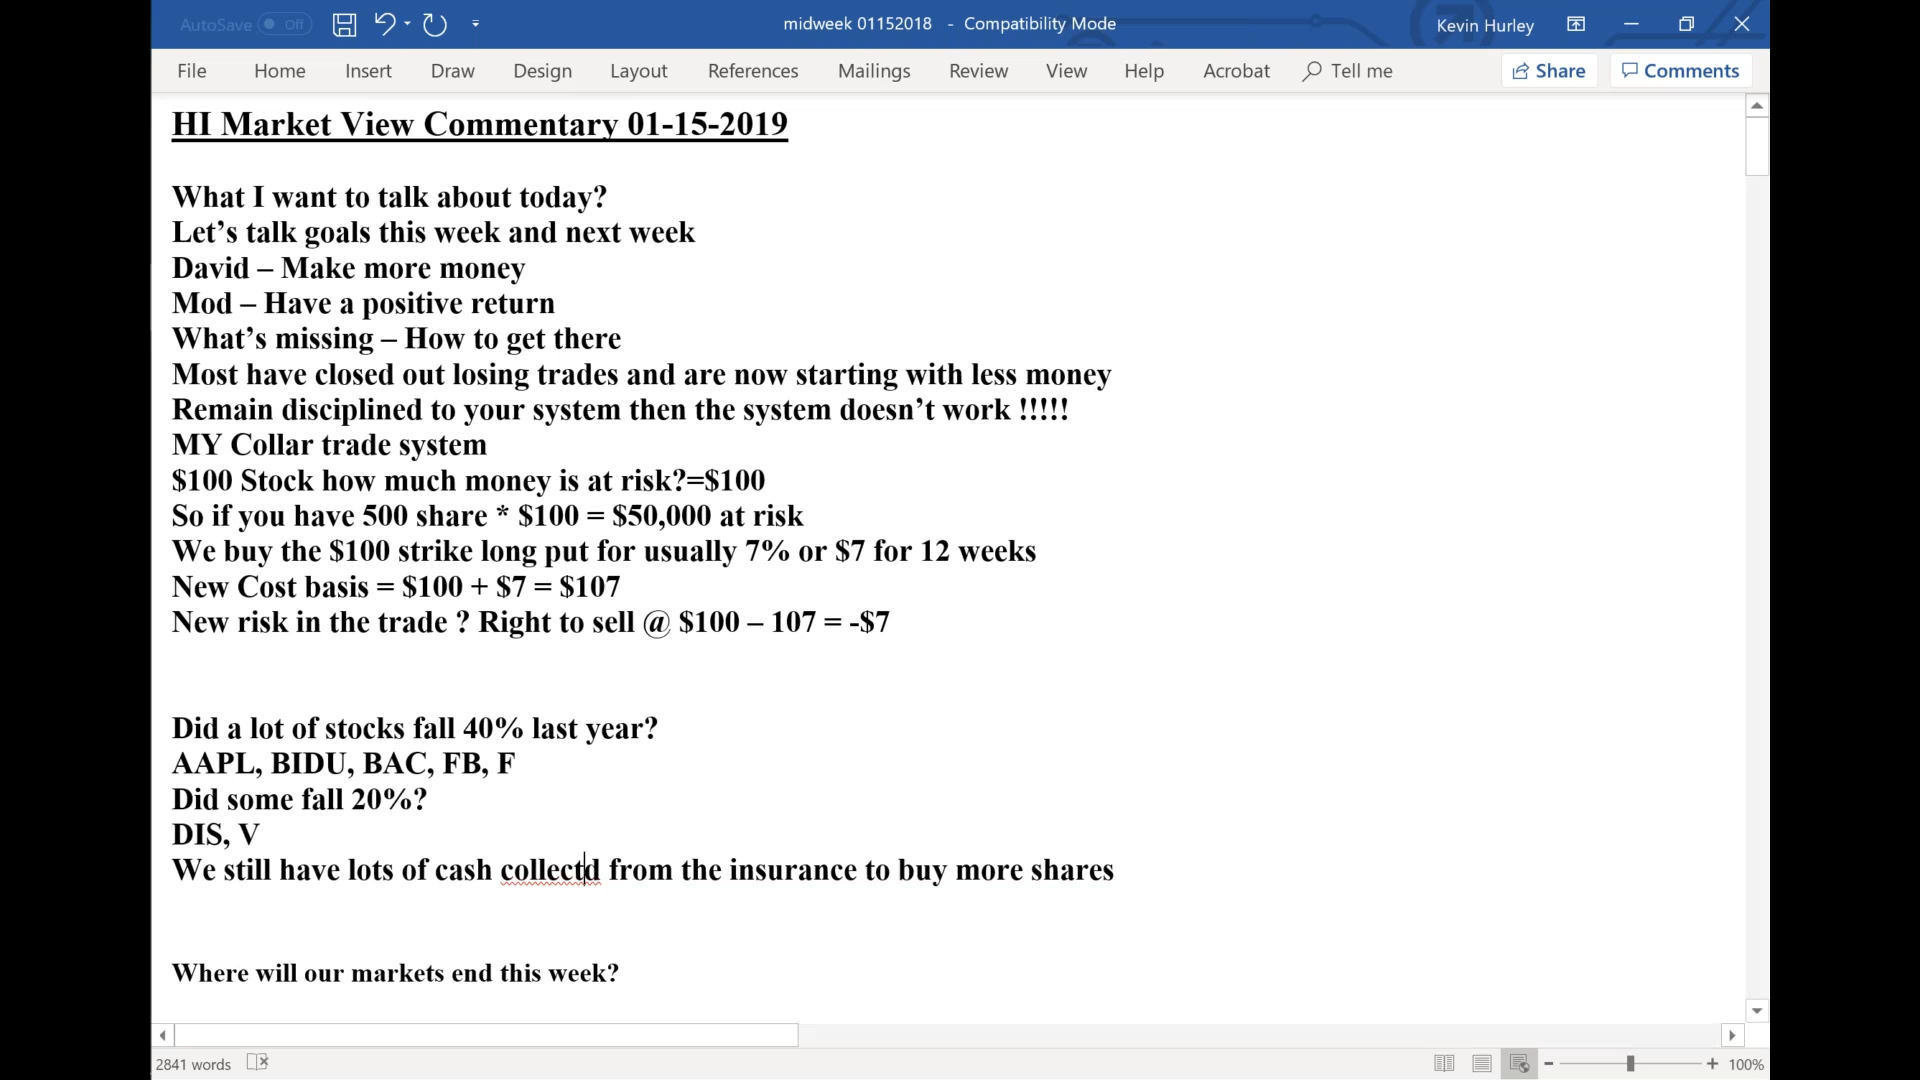 AutoSave Off
midweek 01152018 - Compatibility Mode
Kevin Hurley
File Home Insert Draw Design Layout References Mailings Review View Help Acrobat Tell me Share Comments
HI Market View Commentary 01-15-2019
What I want to talk about today?
Let’s talk goals this week and next week
David – Make more money
Mod – Have a positive return
What’s missing – How to get there
Most have closed out losing trades and are now starting with less money
Remain disciplined to your system then the system doesn’t work !!!!!
MY Collar trade system
$100 Stock how much money is at risk?=$100
So if you have 500 share * $100 = $50,000 at risk
We buy the $100 strike long put for usually 7% or $7 for 12 weeks
New Cost basis = $100 + $7 = $107
New risk in the trade ? Right to sell @ $100 – 107 = -$7
Did a lot of stocks fall 40% last year?
AAPL, BIDU, BAC, FB, F
Did some fall 20%?
DIS, V
We still have lots of cash collectd from the insurance to buy more shares
Where will our markets end this week?
2841 words
100%